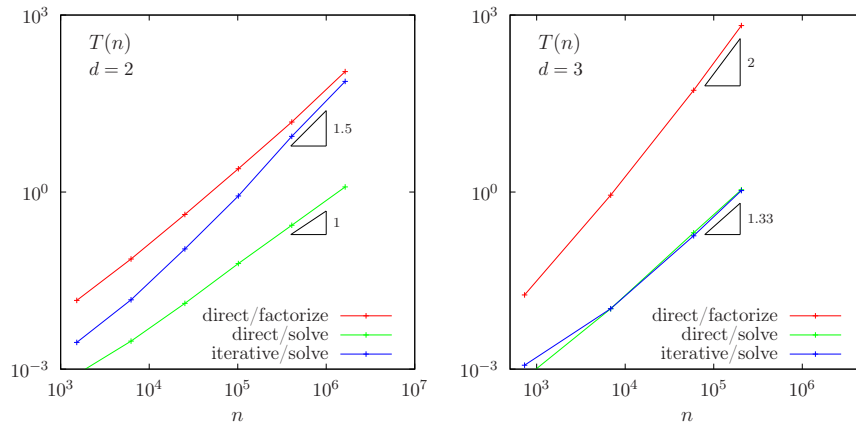 10^3
10^0
10^-3
10^3
10^4
10^5
10^6
10^7
n
T(n)
d = 2
1.5
1
direct/factorize
direct/solve
iterative/solve
10^3
10^0
10^-3
10^3
10^4
10^5
10^6
n
T(n)
d = 3
2
1.33
direct/factorize
direct/solve
iterative/solve